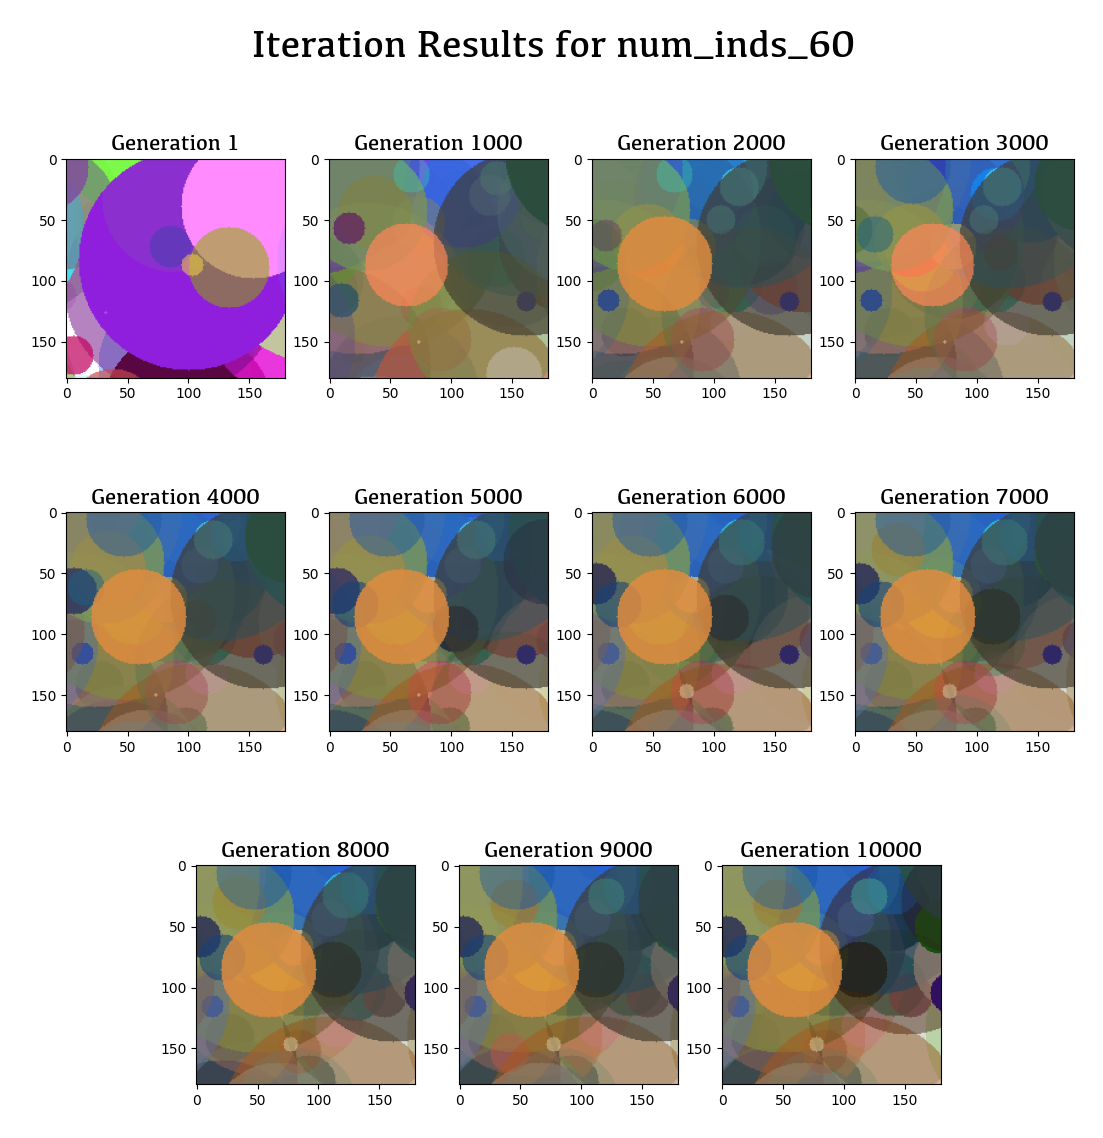 Iteration Results for num_inds_60
Generation 1 Generation 1000 Generation 2000 Generation 3000
0 0 0 0
50 50 50 50
100 100 100 100
150 150 150 150
0 50 100 150 0 50 100 150 0 50 100 150 0 50 100 150
Generation 4000 Generation 5000 Generation 6000 Generation 7000
0 0 0 0
50 50 50 50
100 100 100 100
150 150 150 150
0 50 100 150 0 50 100 150 0 50 100 150 0 50 100 150
Generation 8000 Generation 9000 Generation 10000
0 0 0
50 50 50
100 100 100
150 150 150
0 50 100 150 0 50 100 150 0 50 100 150